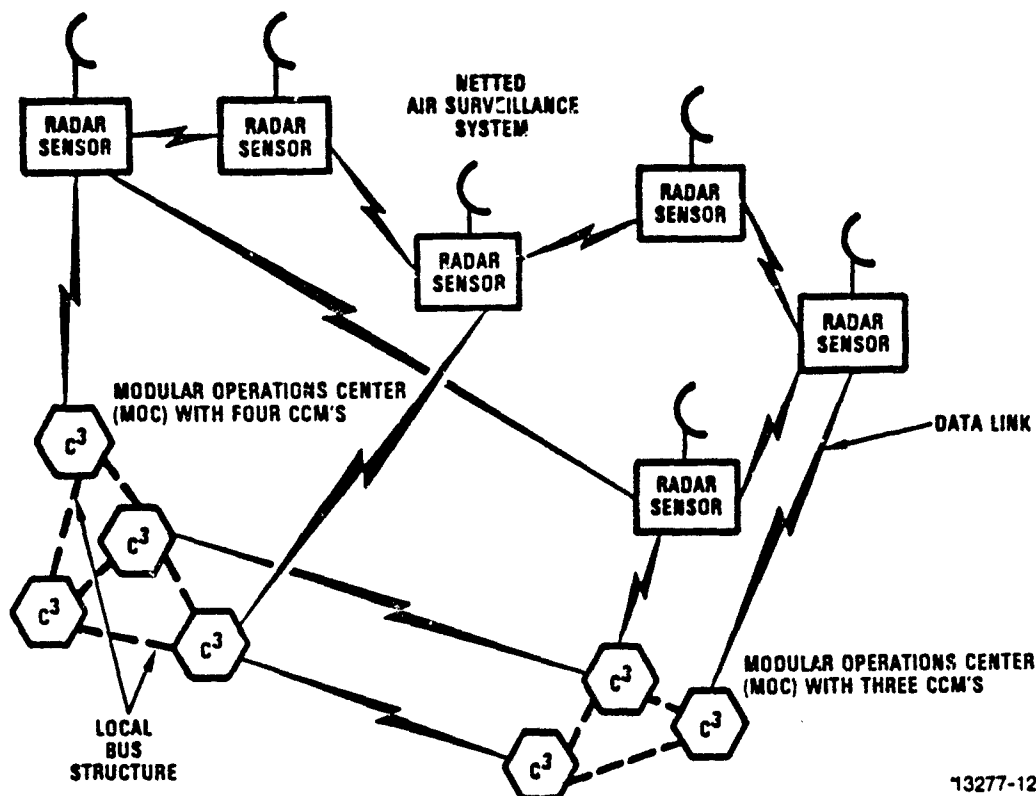 NETTED
AIR SURVEILLANCE
SYSTEM
RADAR
SENSOR
RADAR
SENSOR
RADAR
SENSOR
RADAR
SENSOR
RADAR
SENSOR
MODULAR OPERATIONS CENTER
(MOC) WITH FOUR CCM'S
DATA LINK
C³
RADAR
SENSOR
C³
C³
C³
MODULAR OPERATIONS CENTER
(MOC) WITH THREE CCM'S
C³
C³
C³
LOCAL
BUS
STRUCTURE
13277-12